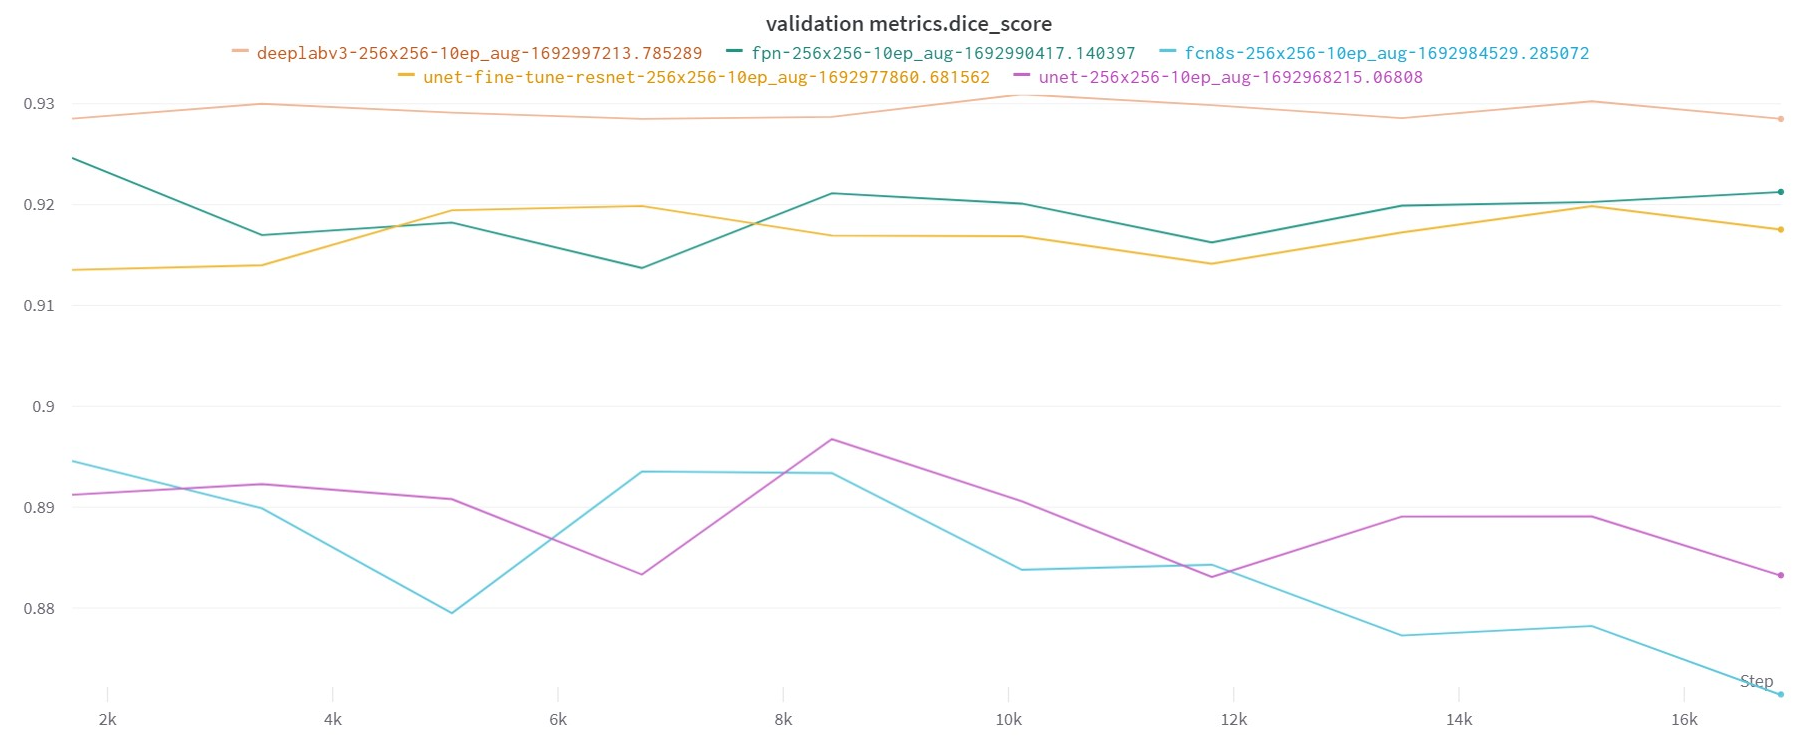 validation metrics.dice_score
deeplabv3-256x256-10ep_aug-1692997213.785289 fpn-256x256-10ep_aug-1692990417.140397 fcn8s-256x256-10ep_aug-1692984529.285072
unet-fine-tune-resnet-256x256-10ep_aug-1692977860.681562 unet-256x256-10ep_aug-1692968215.06808
0.93
0.92
0.91
0.9
0.89
0.88
Step
2k 4k 6k 8k 10k 12k 14k 16k